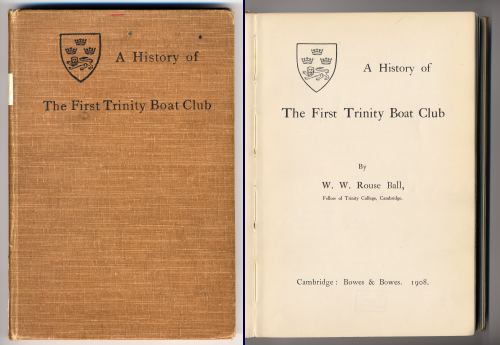 A History of
The First Trinity Boat Club
A History of
The First Trinity Boat Club
By
W. W. Rouse Ball,
Fellow of Trinity College, Cambridge.
Cambridge: Bowes & Bowes. 1908.